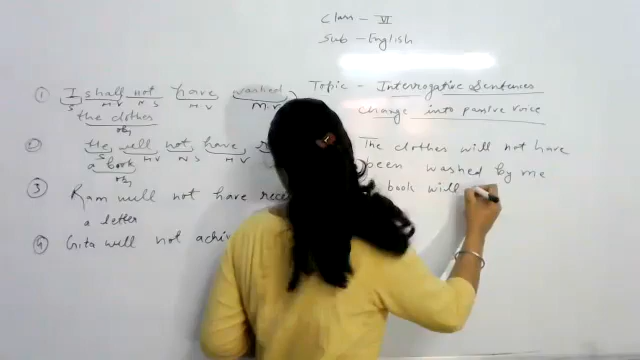 Class - VI
Sub - English
Topic - Interrogative Sentences
change into passive voice
① I shall not have washed
S H.V N S H.V M.V
the clothes
obj
② He will not have
S H.V N S H.V
a book
obj
③ Ram will not have
a letter
④ Gita will not
The clothes will not have
been washed by me
book will